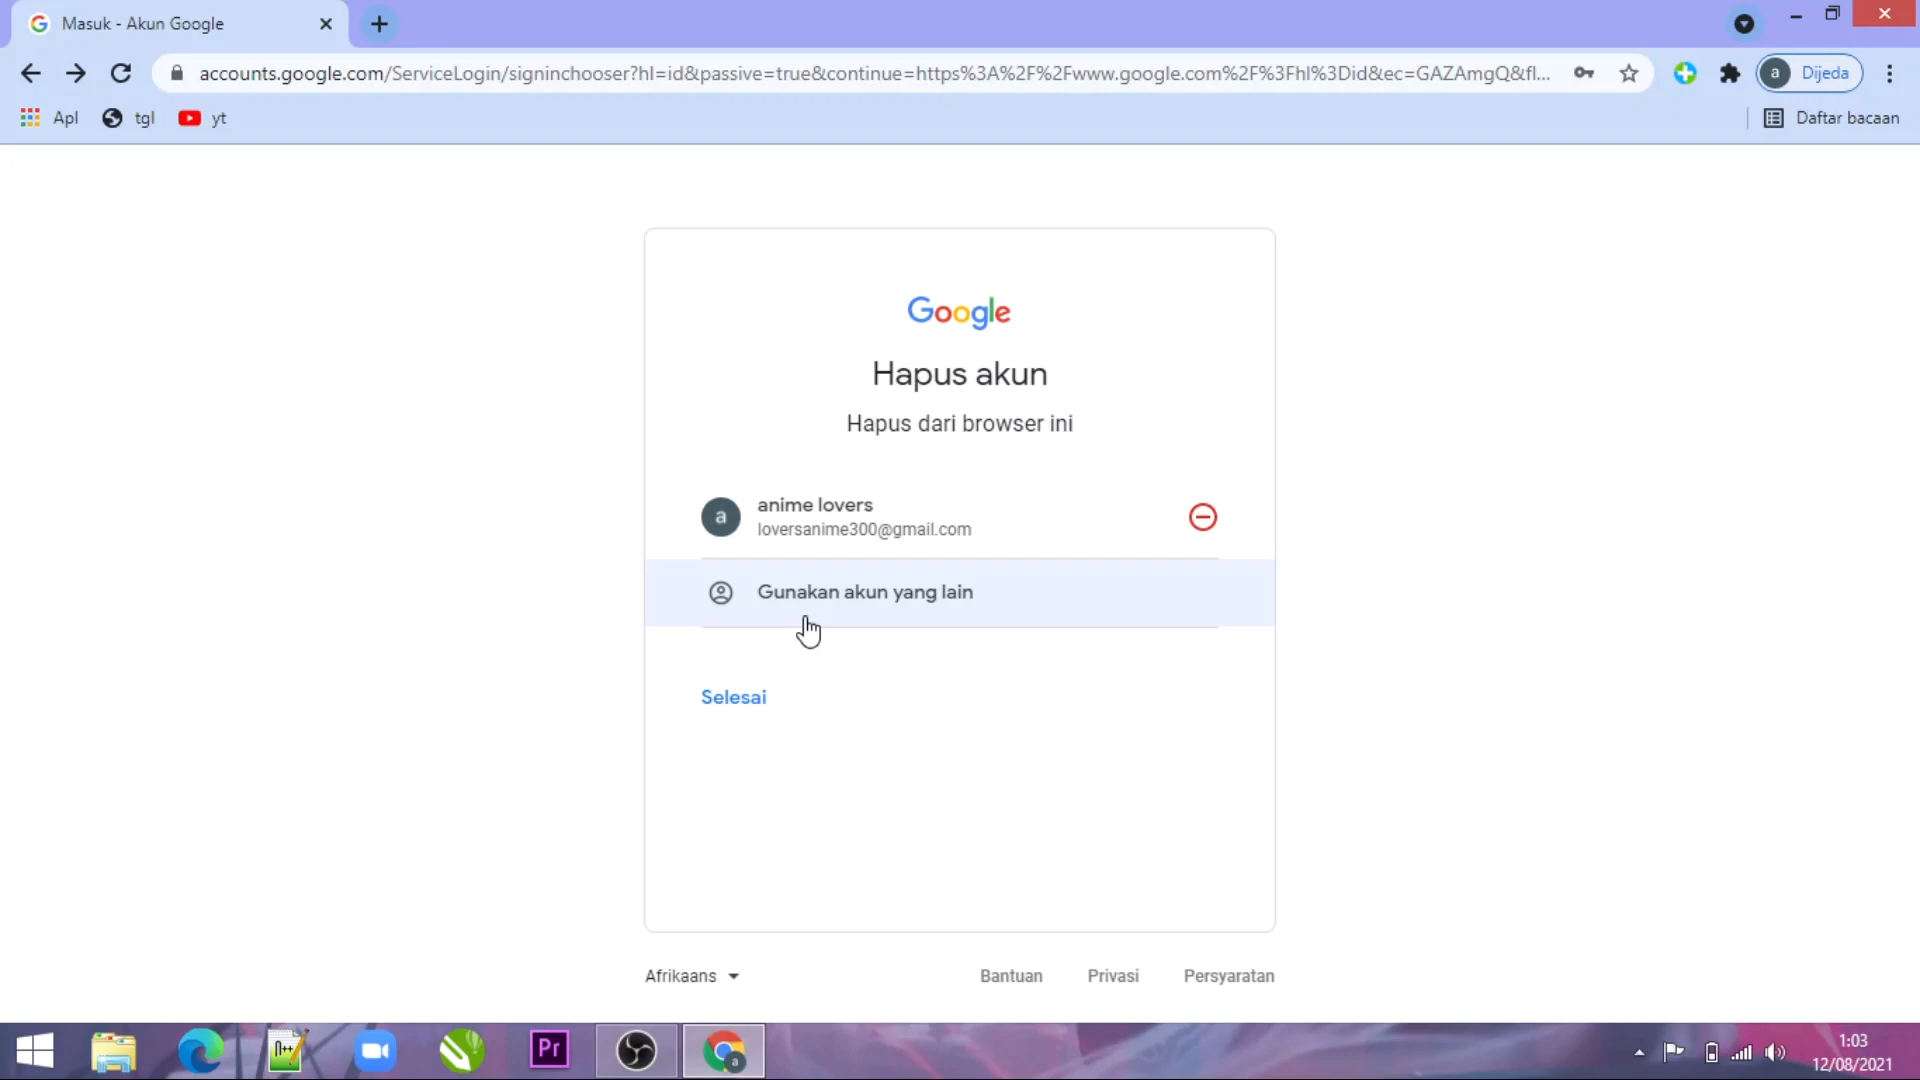 Masuk - Akun Google
accounts.google.com/ServiceLogin/signinchooser?hl=id&passive=true&continue=https%3A%2F%2Fwww.google.com%2F%3Fhl%3Did&ec=GAZAmgQ&fl...
a Dijeda
Apl tgl yt
Daftar bacaan
Google
Hapus akun
Hapus dari browser ini
a anime lovers
loversanime300@gmail.com
Gunakan akun yang lain
Selesai
Afrikaans
Bantuan Privasi Persyaratan
n++
Pr
a
1:03
12/08/2021